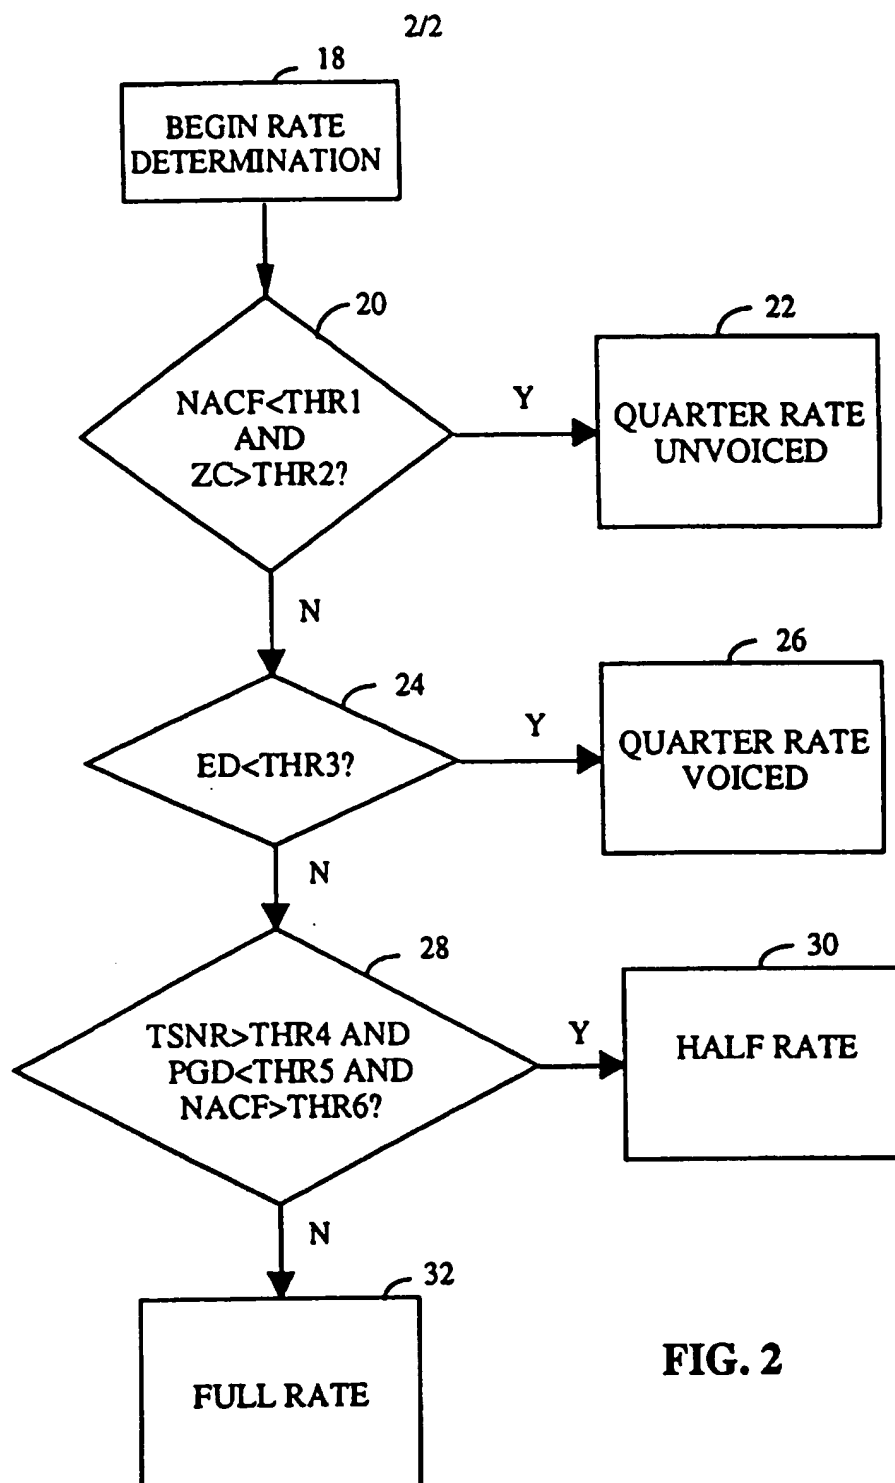 2/2
18
BEGIN RATE
DETERMINATION
20
NACF<THR1
AND
ZC>THR2?
Y
22
QUARTER RATE
UNVOICED
N
24
ED<THR3?
Y
26
QUARTER RATE
VOICED
N
28
TSNR>THR4 AND
PGD<THR5 AND
NACF>THR6?
Y
30
HALF RATE
N
32
FULL RATE
FIG. 2